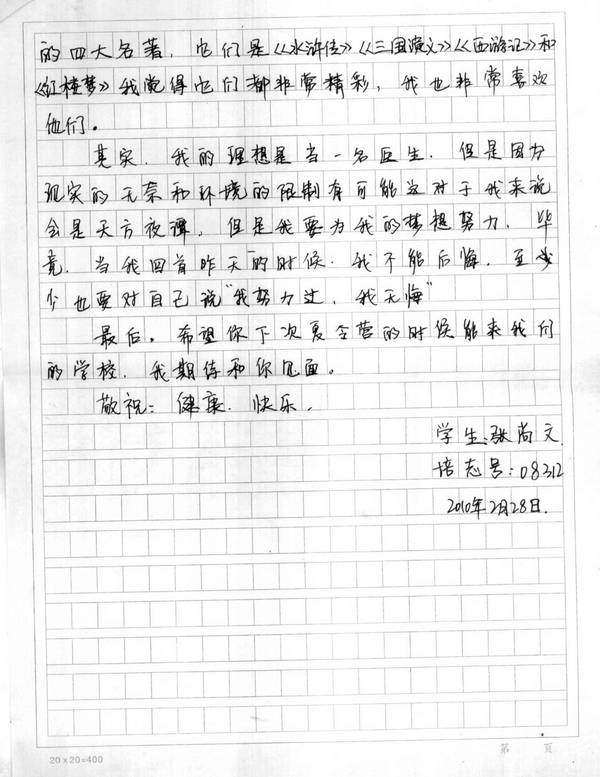 的四大名著，它们是《水浒传》《三国演义》《西游记》和
《红楼梦》我觉得它们都非常精彩，我也非常喜欢
他们。
其实，我的理想是当一名医生，但是因为
现实的无奈和环境的限制有可能这对于我来说
会是天方夜谭，但是我要为我的梦想努力，毕
竟，当我回首昨天的时候，我不能后悔，至少
少也要对自己说“我努力过，我无悔”
最后，希望你下次夏令营的时候能来我们
的学校，我期待和你见面。
敬祝：健康，快乐，
学生：张尚文
培志号：08312
2010年2月28日.
20×20=400
第 页